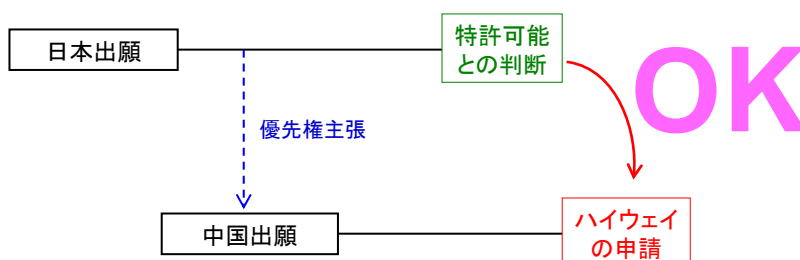 日本出願
特許可能
との判断
OK
優先権主張
中国出願
ハイウェイ
の申請